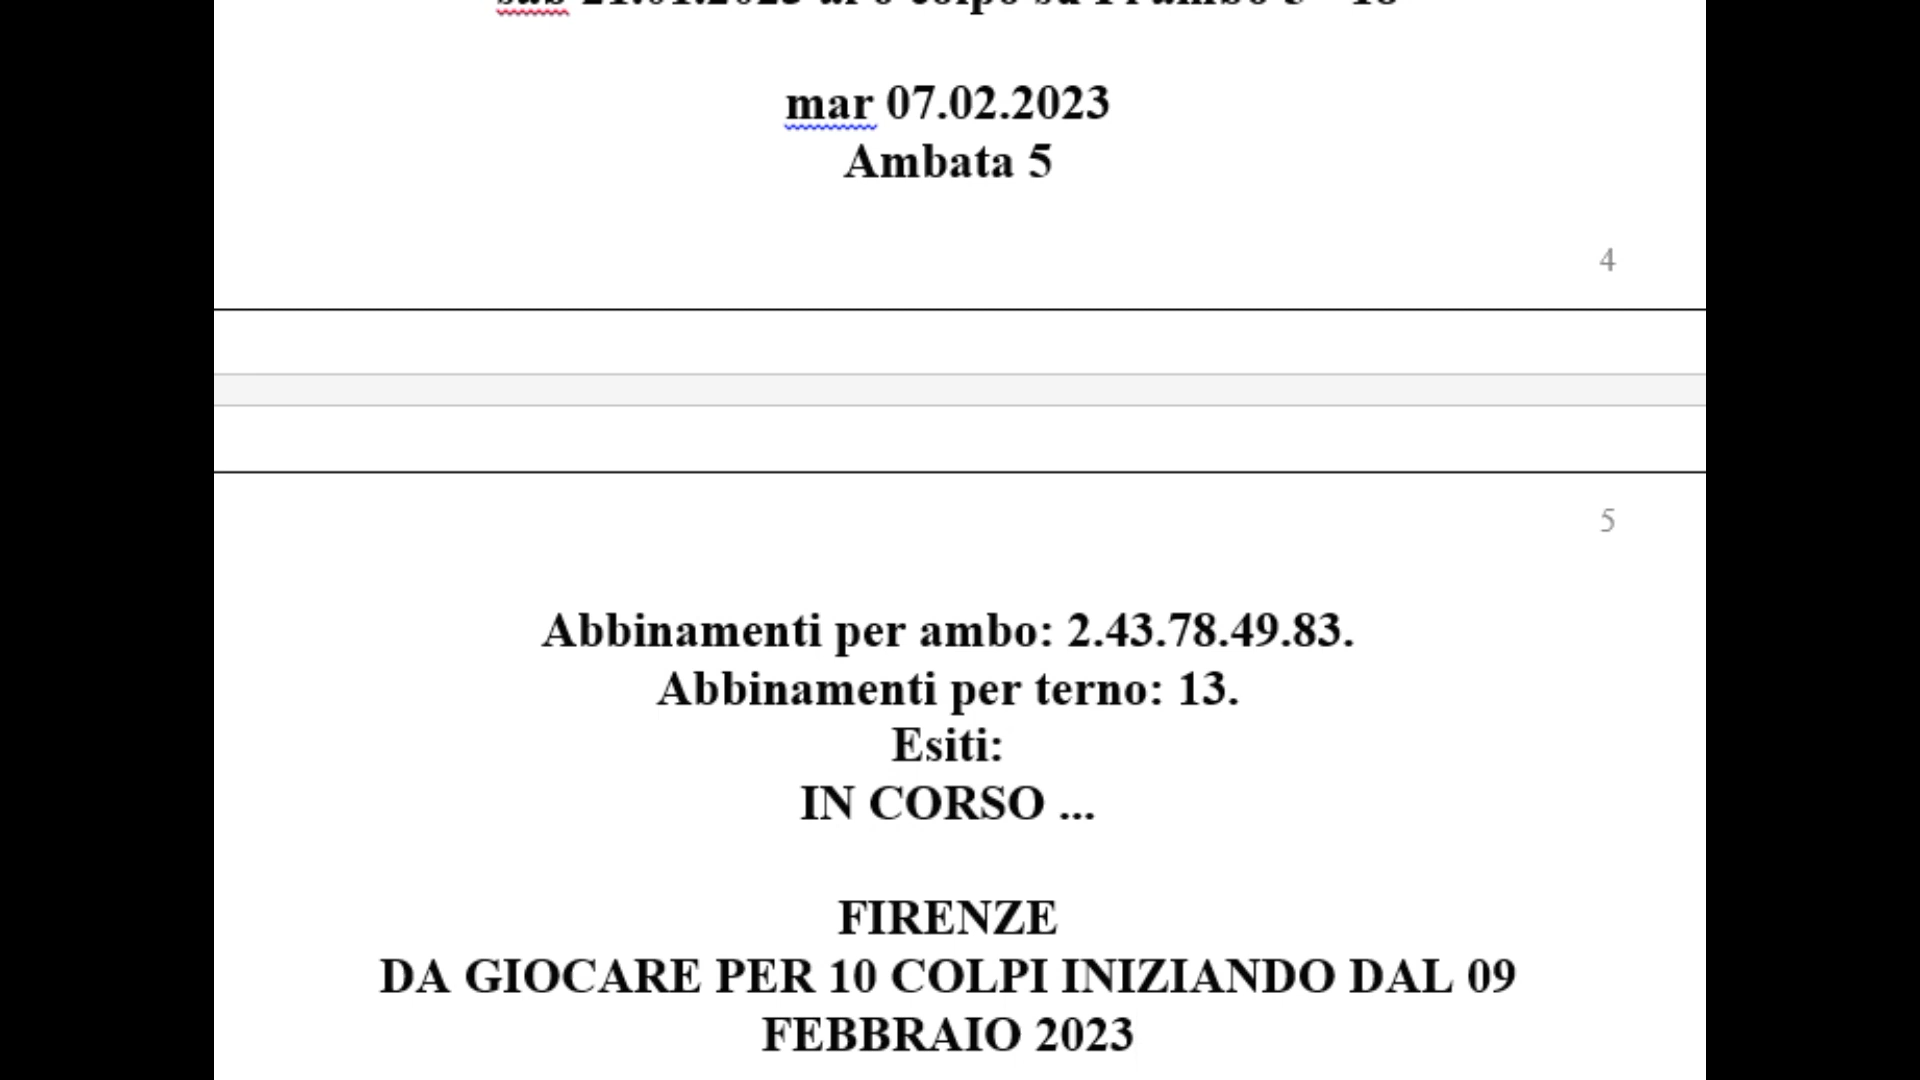 mar 07.02.2023
Ambata 5
4
5
Abbinamenti per ambo: 2.43.78.49.83.
Abbinamenti per terno: 13.
Esiti:
IN CORSO ...
FIRENZE
DA GIOCARE PER 10 COLPI INIZIANDO DAL 09
FEBBRAIO 2023